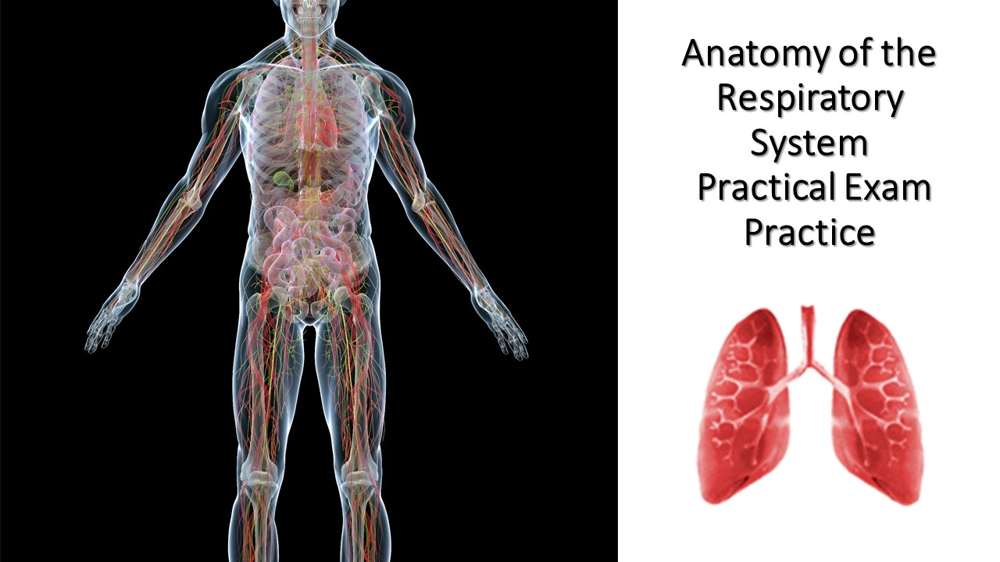 Anatomy of the
Respiratory
System
Practical Exam
Practice